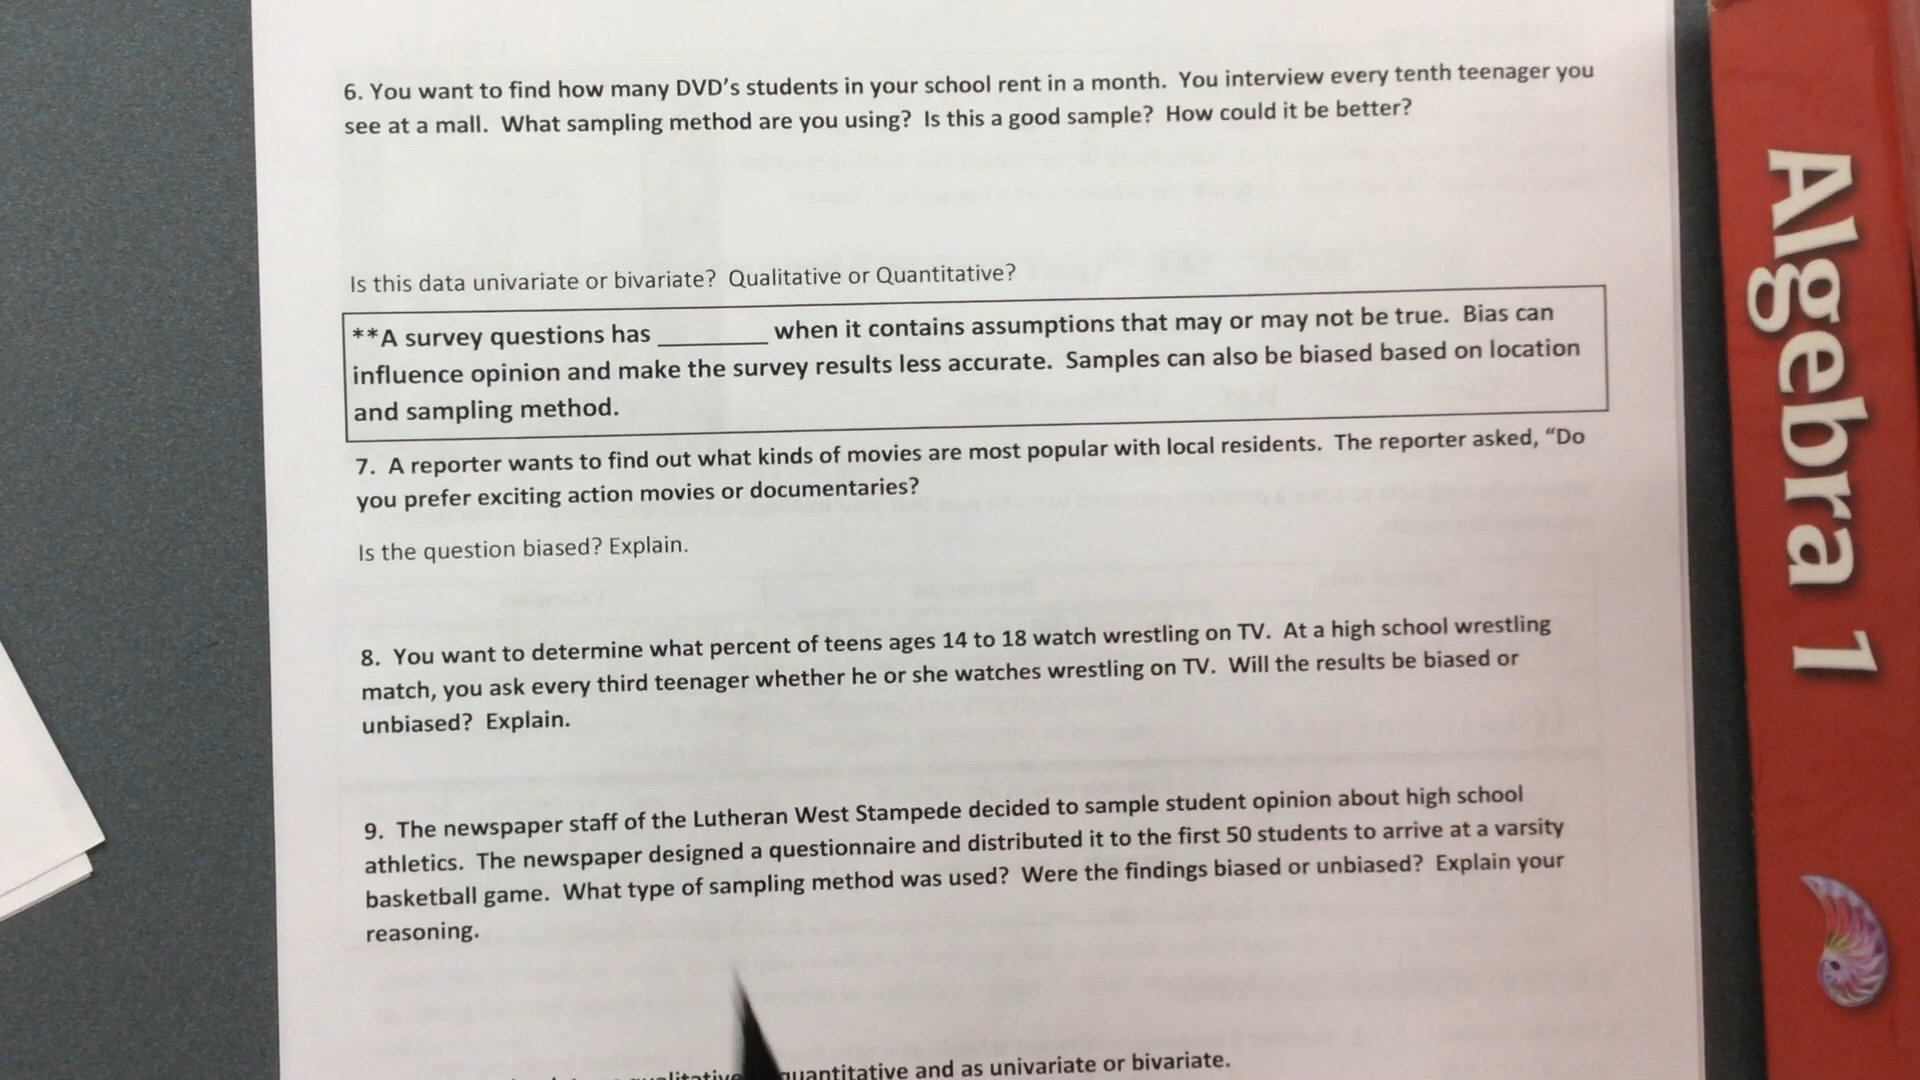 6. You want to find how many DVD’s students in your school rent in a month. You interview every tenth teenager you
see at a mall. What sampling method are you using? Is this a good sample? How could it be better?
Is this data univariate or bivariate? Qualitative or Quantitative?
**A survey questions has ________ when it contains assumptions that may or may not be true. Bias can
influence opinion and make the survey results less accurate. Samples can also be biased based on location
and sampling method.
7. A reporter wants to find out what kinds of movies are most popular with local residents. The reporter asked, “Do
you prefer exciting action movies or documentaries?
Is the question biased? Explain.
8. You want to determine what percent of teens ages 14 to 18 watch wrestling on TV. At a high school wrestling
match, you ask every third teenager whether he or she watches wrestling on TV. Will the results be biased or
unbiased? Explain.
9. The newspaper staff of the Lutheran West Stampede decided to sample student opinion about high school
athletics. The newspaper designed a questionnaire and distributed it to the first 50 students to arrive at a varsity
basketball game. What type of sampling method was used? Were the findings biased or unbiased? Explain your
reasoning.
quantitative and as univariate or bivariate.
Algebra 1